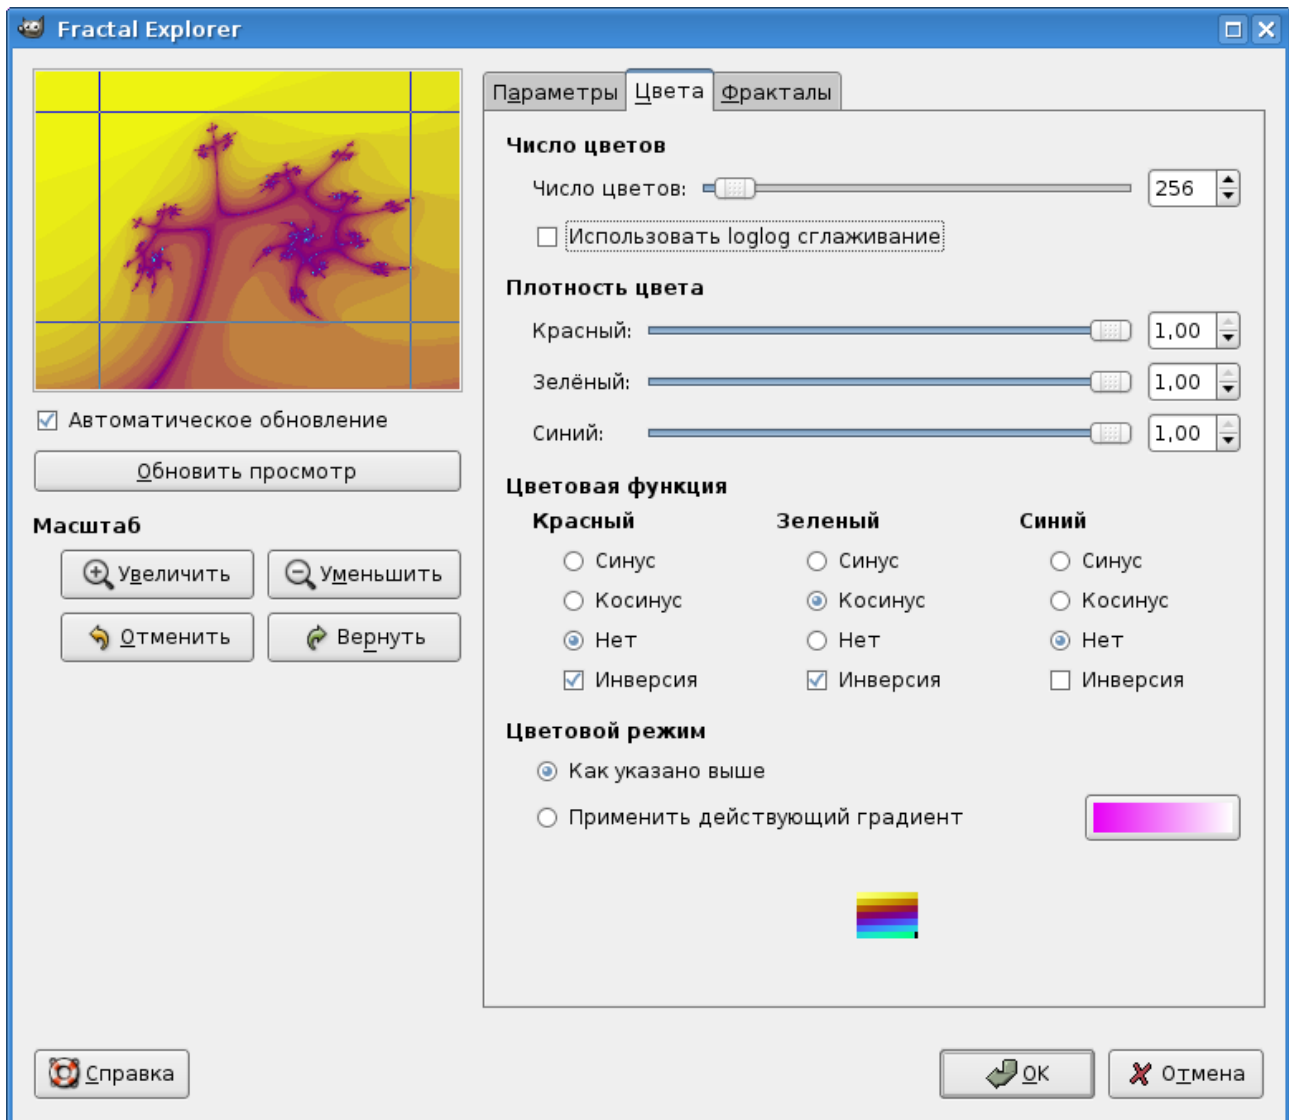 Fractal Explorer
Параметры Цвета Фракталы
Число цветов
Число цветов: 256
Использовать loglog сглаживание
Плотность цвета
Красный: 1,00
Зелёный: 1,00
Синий: 1,00
Автоматическое обновление
Обновить просмотр
Масштаб
Увеличить Уменьшить
Отменить Вернуть
Цветовая функция
Красный Зеленый Синий
Синус Синус Синус
Косинус Косинус Косинус
Нет Нет Нет
Инверсия Инверсия Инверсия
Цветовой режим
Как указано выше
Применить действующий градиент
Справка OK Отмена